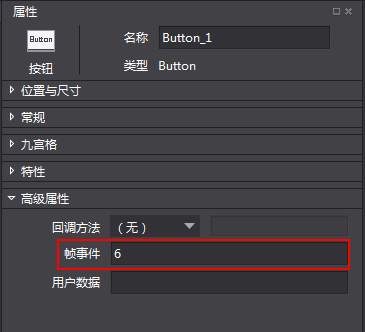 属性
Button
按钮
名称 Button_1
类型 Button
位置与尺寸
常规
九宫格
特性
高级属性
回调方法 （无）
帧事件 6
用户数据